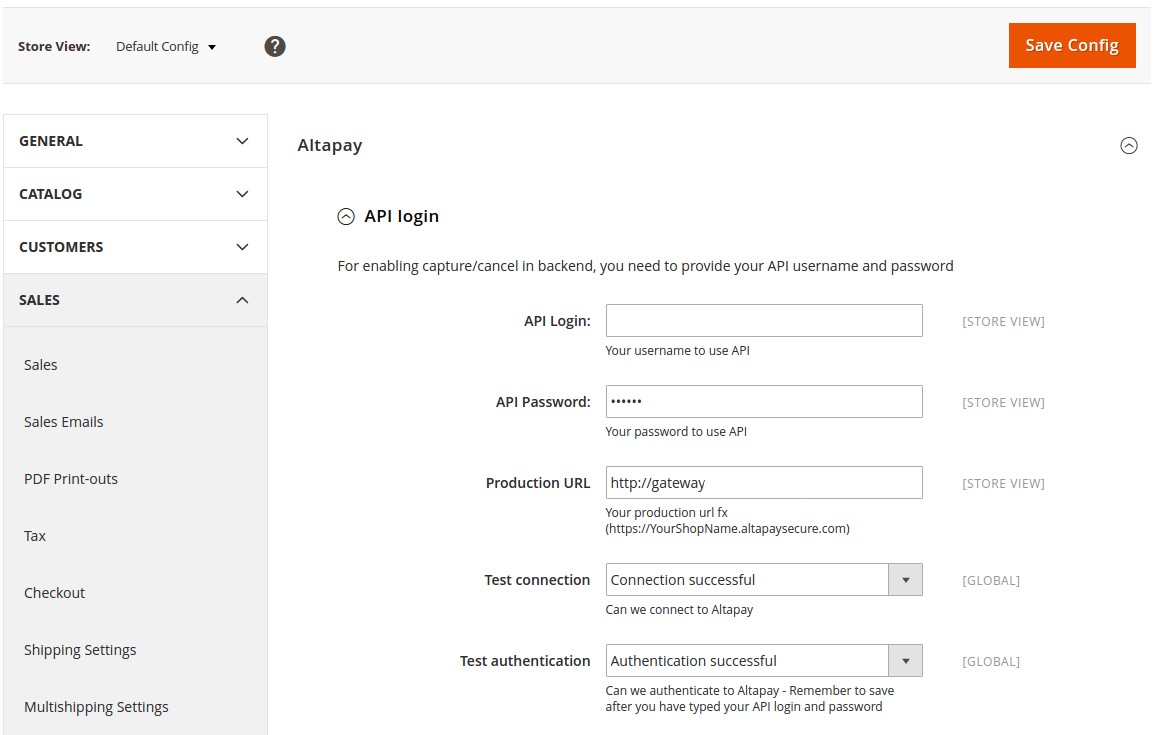 Store View: Default Config ? Save Config
GENERAL
CATALOG
CUSTOMERS
SALES
Sales
Sales Emails
PDF Print-outs
Tax
Checkout
Shipping Settings
Multishipping Settings
Altapay
API login
For enabling capture/cancel in backend, you need to provide your API username and password
API Login: [STORE VIEW]
Your username to use API
API Password: •••••• [STORE VIEW]
Your password to use API
Production URL http://gateway [STORE VIEW]
Your production url fx
(https://YourShopName.altapaysecure.com)
Test connection Connection successful [GLOBAL]
Can we connect to Altapay
Test authentication Authentication successful [GLOBAL]
Can we authenticate to Altapay - Remember to save
after you have typed your API login and password